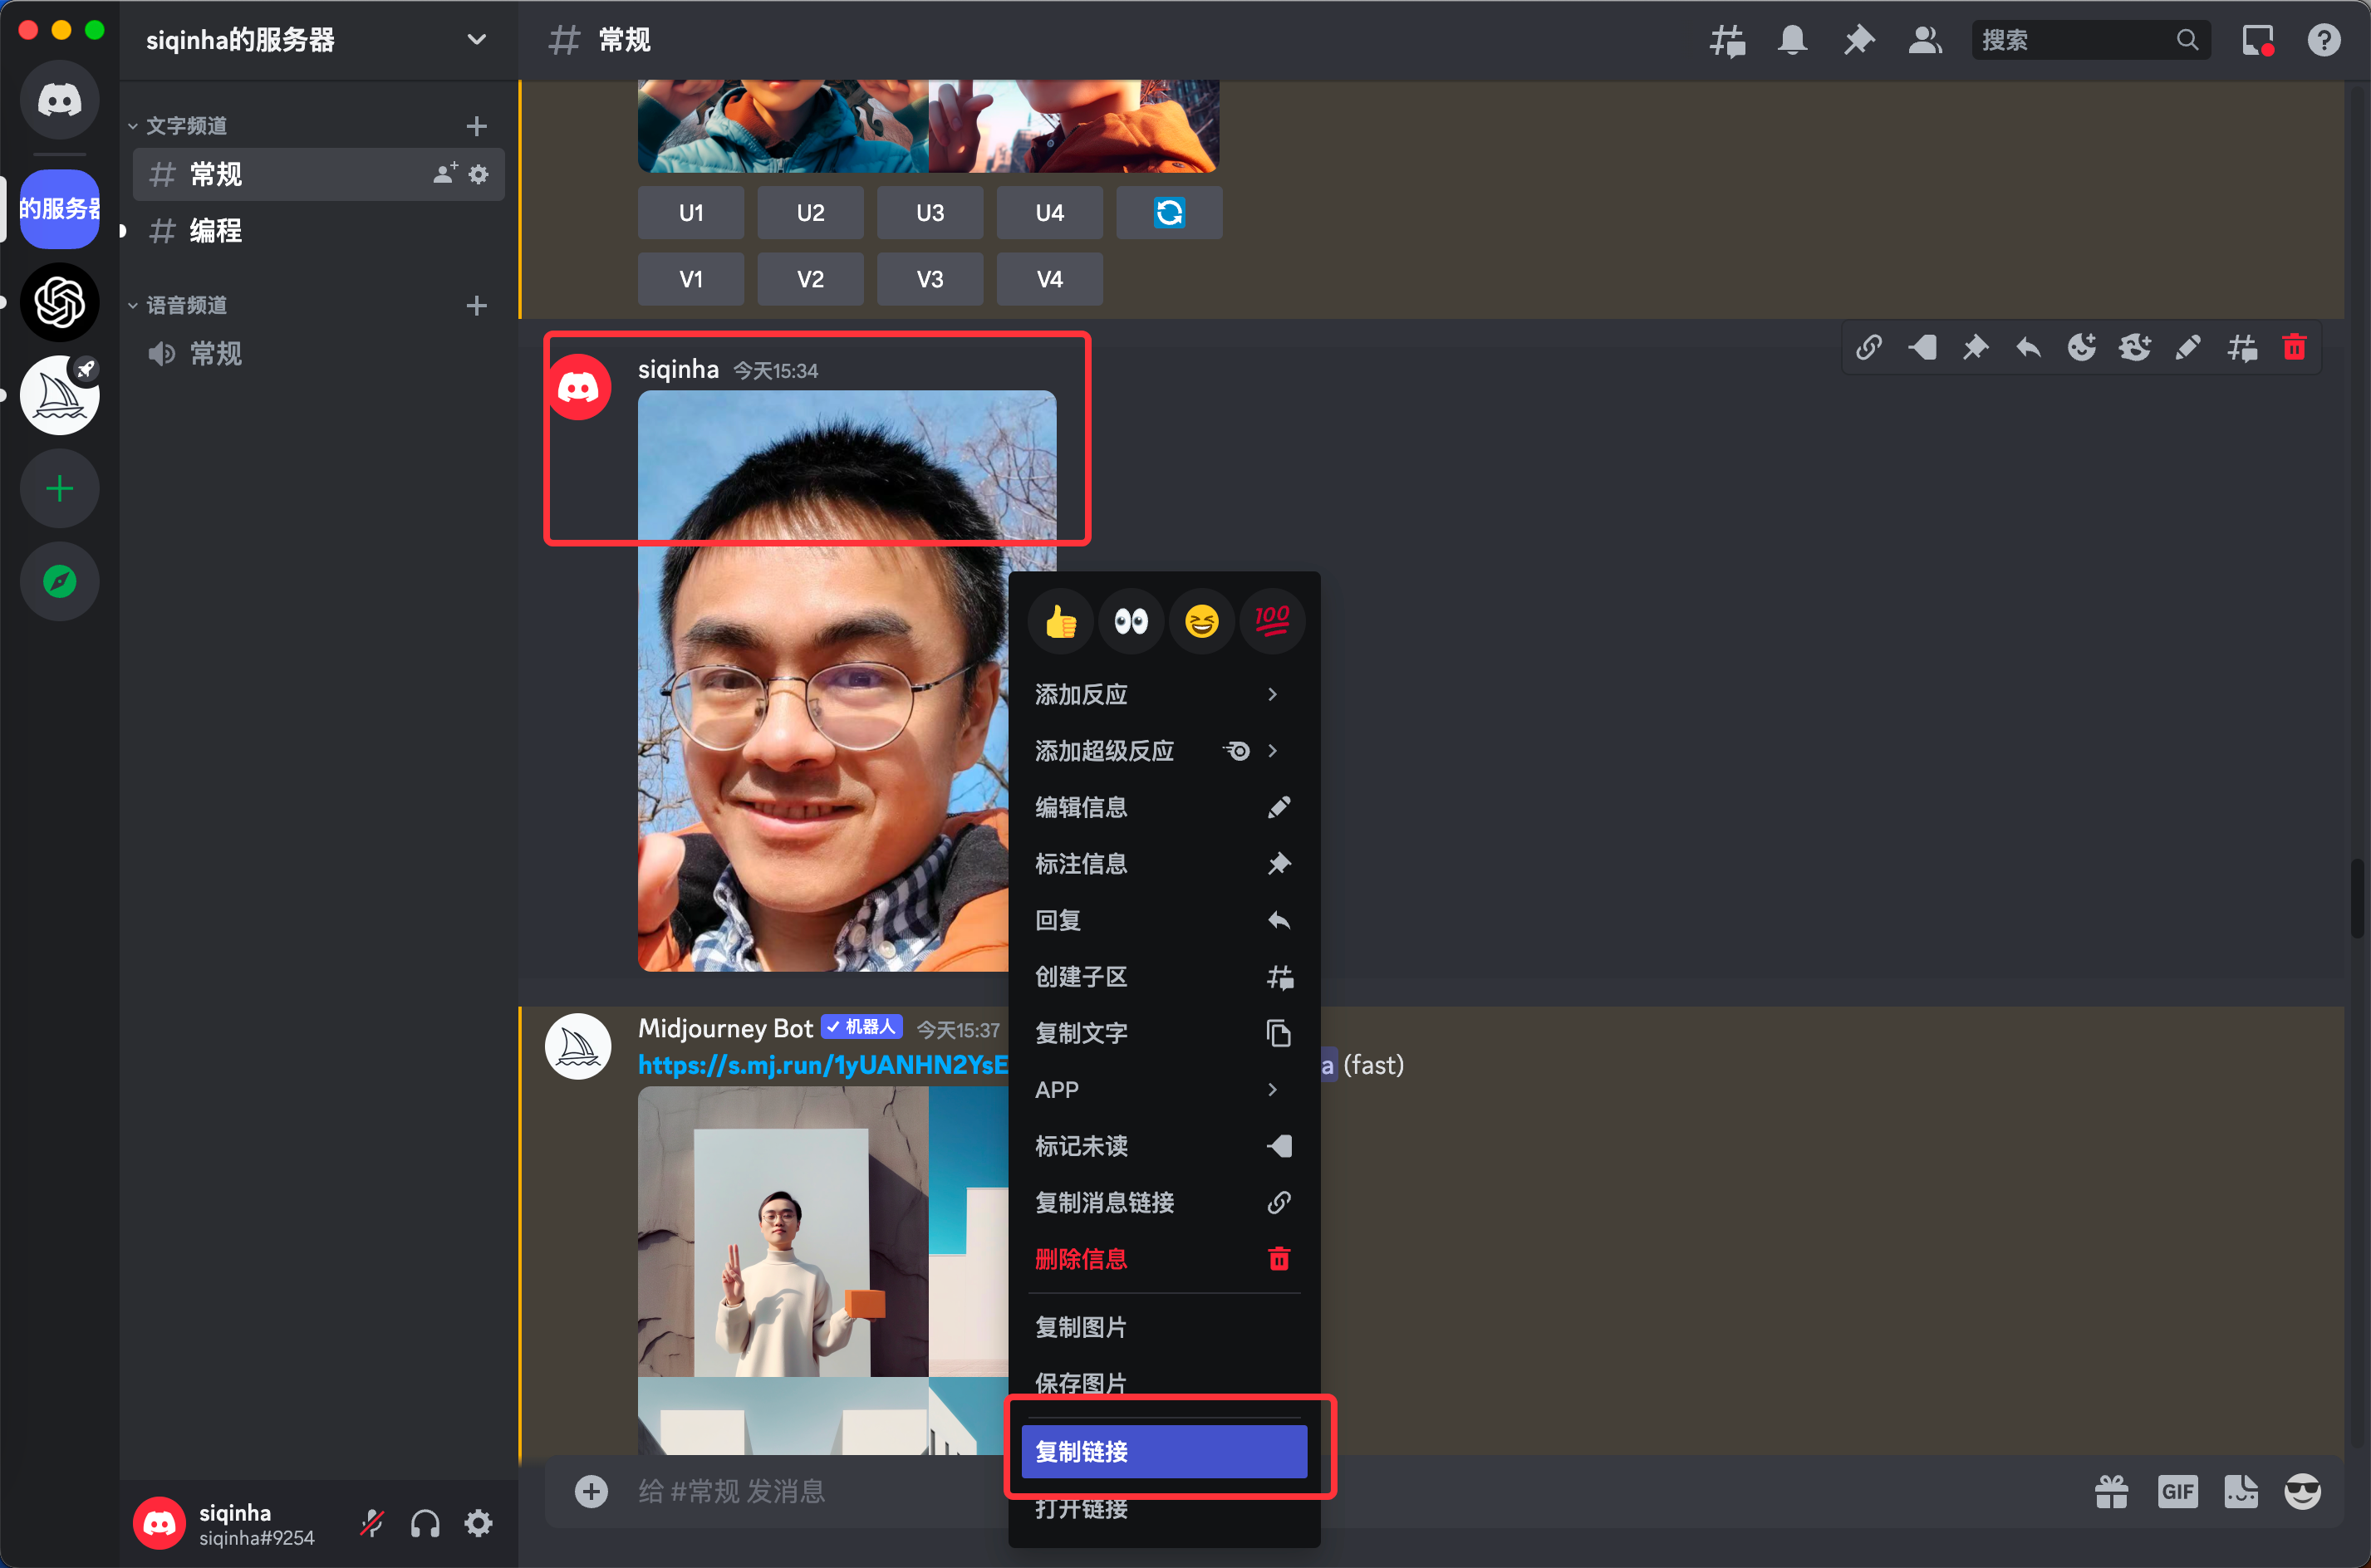 siqinha的服务器
的服务器
文字频道
常规
编程
语音频道
常规
siqinha
siqinha#9254
常规
搜索
U1 U2 U3 U4
V1 V2 V3 V4
siqinha 今天15:34
添加反应
添加超级反应
编辑信息
标注信息
回复
创建子区
复制文字
APP
标记未读
复制消息链接
删除信息
复制图片
保存图片
复制链接
打开链接
Midjourney Bot 机器人 今天15:37
https://s.mj.run/1yUANHN2YsE a (fast)
给 #常规 发消息
GIF
100